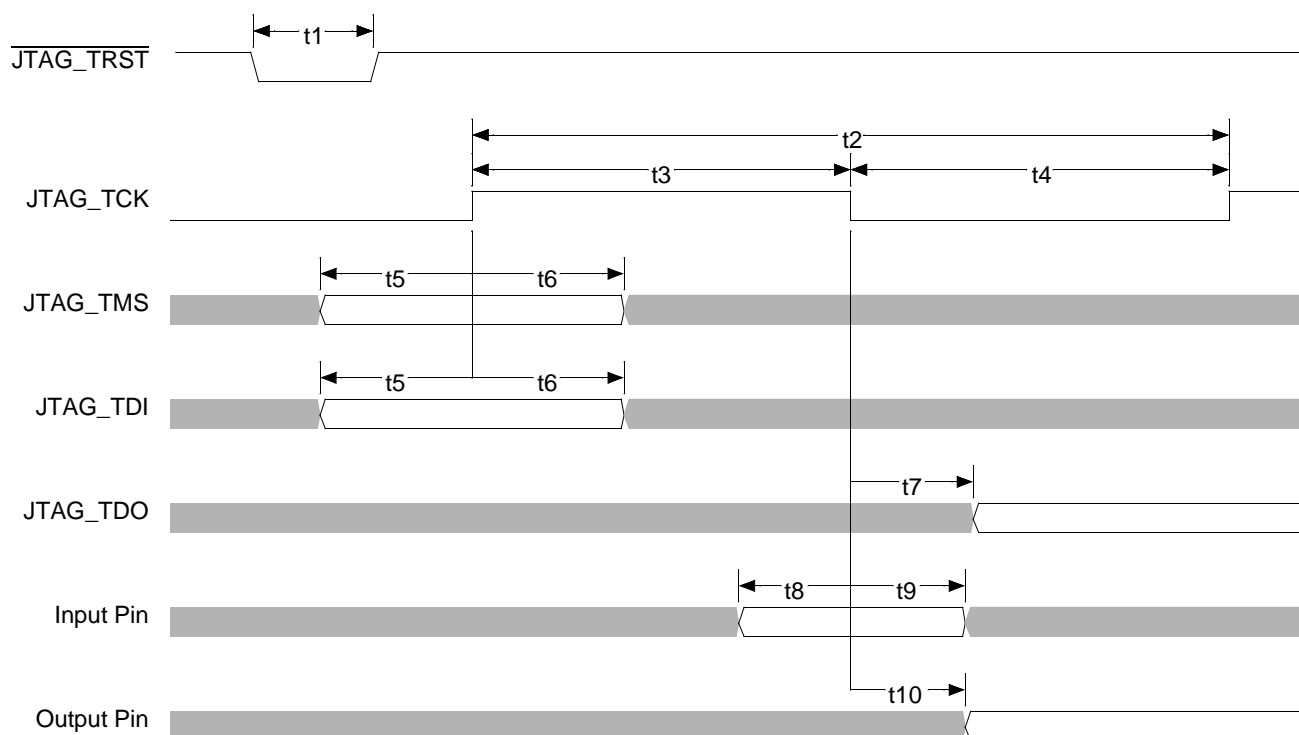 t1
JTAG_TRST
t2
t3
t4
JTAG_TCK
t5
t6
JTAG_TMS
t5
t6
JTAG_TDI
t7
JTAG_TDO
t8
t9
Input Pin
t10
Output Pin